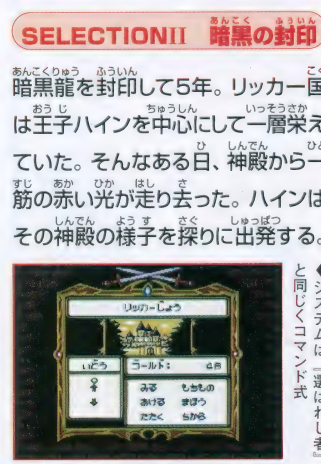 SELECTIONII 暗黒の封印
暗黒龍を封印して5年。リッカー国
は王子ハインを中心にして一層栄え
ていた。そんなある日、神殿から一
筋の赤い光が走り去った。ハインは
その神殿の様子を探りに出発する。
リッカーじょう
いどう
ゴールド:
みる もちもの
あける まほう
たたく ちから
システムは『選ばれし者』
と同じくコマンド式